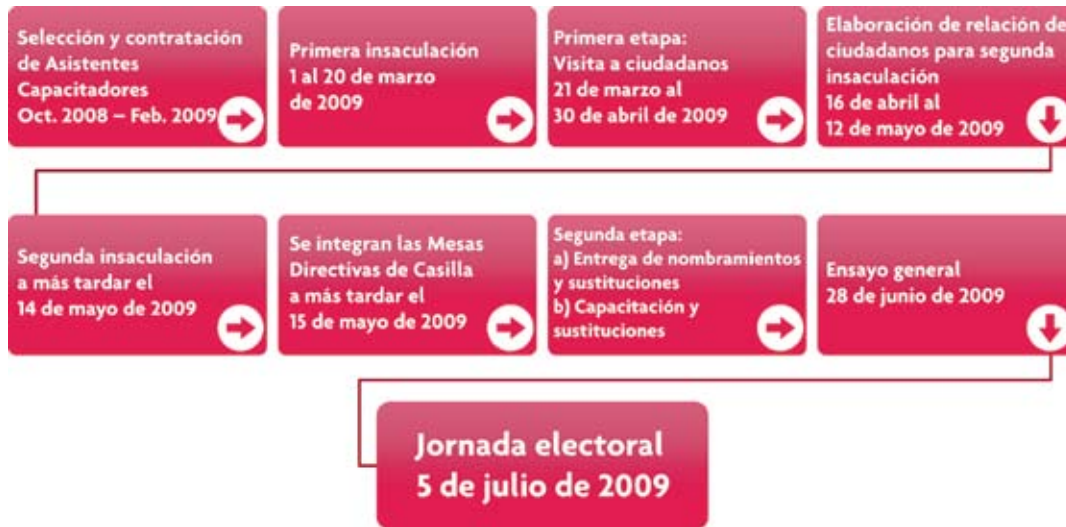 Selección y contratación
de Asistentes
Capacitadores
Oct. 2008 – Feb. 2009
Primera insaculación
1 al 20 de marzo
de 2009
Primera etapa:
Visita a ciudadanos
21 de marzo al
30 de abril de 2009
Elaboración de relación de
ciudadanos para segunda
insaculación
16 de abril al
12 de mayo de 2009
Segunda insaculación
a más tardar el
14 de mayo de 2009
Se integran las Mesas
Directivas de Casilla
a más tardar el
15 de mayo de 2009
Segunda etapa:
a) Entrega de nombramientos
y sustituciones
b) Capacitación y
sustituciones
Ensayo general
28 de junio de 2009
Jornada electoral
5 de julio de 2009